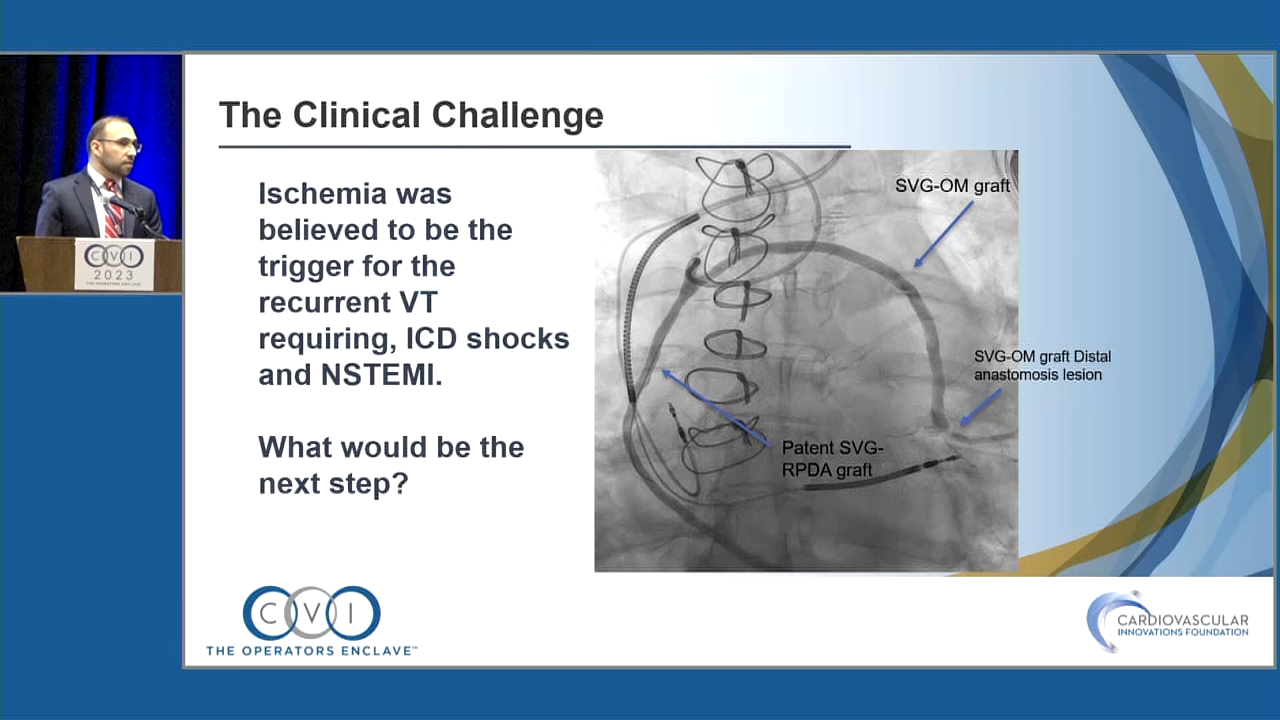 The Clinical Challenge
Ischemia was
believed to be the
trigger for the
recurrent VT
requiring, ICD shocks
and NSTEMI.
What would be the
next step?
SVG-OM graft
SVG-OM graft Distal
anastomosis lesion
Patent SVG-
RPDA graft
CVI
2023
THE OPERATORS ENCLAVE
CVI
THE OPERATORS ENCLAVE™
CARDIOVASCULAR
INNOVATIONS FOUNDATION